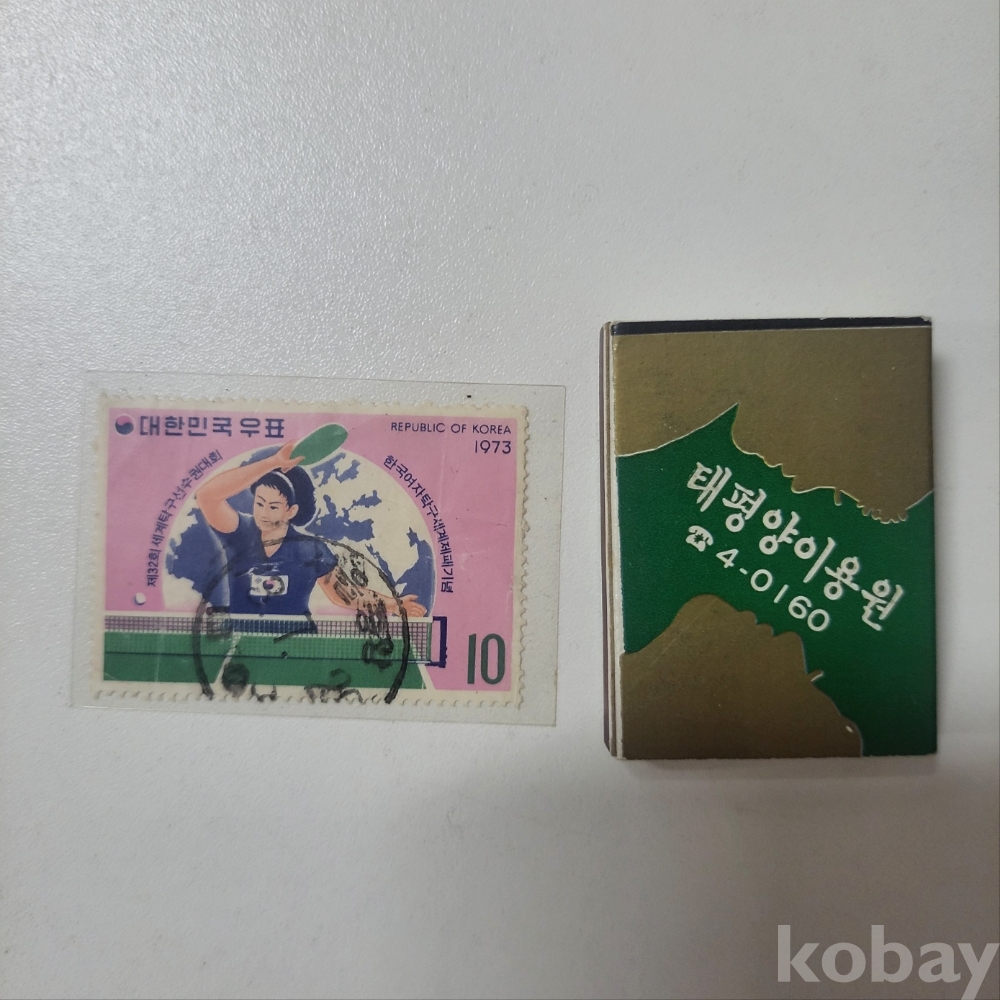 대한민국우표
REPUBLIC OF KOREA
1973
제32회 세계탁구선수권대회
한국여자탁구세계제패기념
10
태평양이용원
☎ 4-0160
kobay